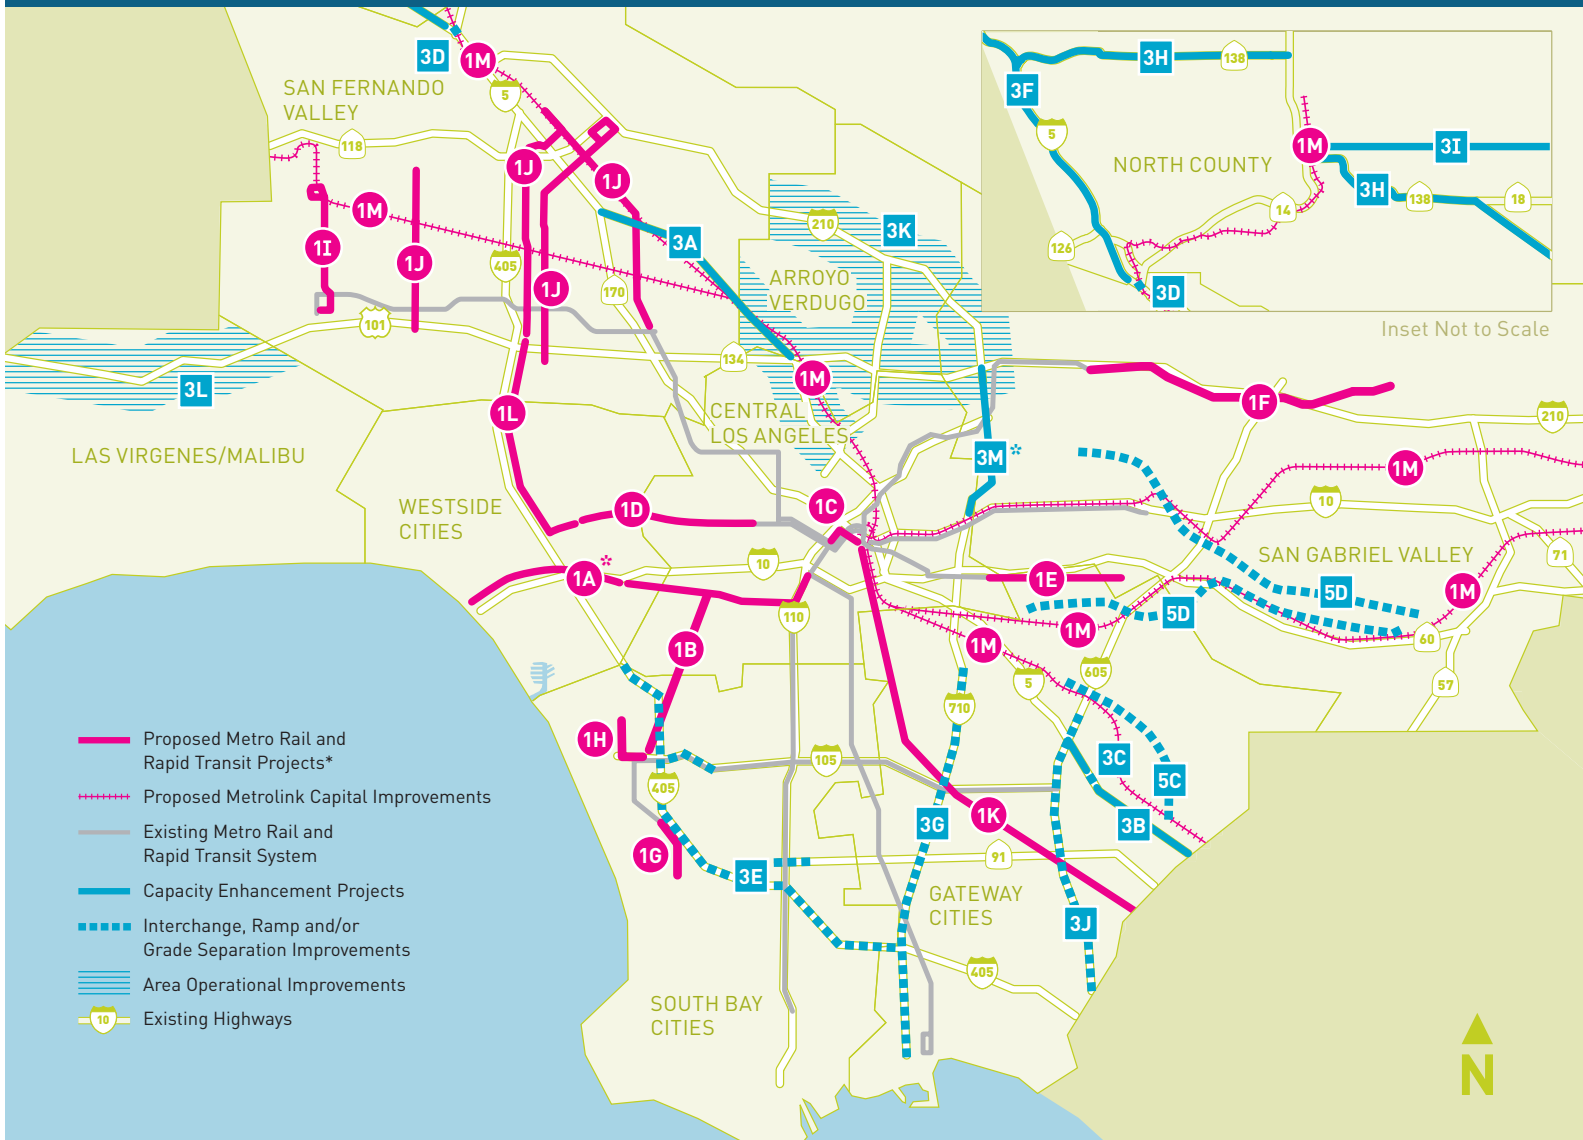 3D
1M
SAN FERNANDO
VALLEY
5
118
1J
1J
1M
1I
1J
405
1J
170
101
3A
210
3K
ARROYO
VERDUGO
134
3L
1L
1M
CENTRAL
LOS ANGELES
LAS VIRGENES/MALIBU
WESTSIDE
CITIES
1D
1C
3M*
1F
210
1M
10
SAN GABRIEL VALLEY
71
1A*
10
1E
5D
5D
1M
110
1M
1M
60
1B
5
605
57
710
1H
105
3C
5C
405
3G
1K
3B
1G
91
3E
GATEWAY
CITIES
3J
405
SOUTH BAY
CITIES
3H
138
3F
5
NORTH COUNTY
1M
3I
3H
138
18
14
126
3D
Inset Not to Scale
Proposed Metro Rail and
Rapid Transit Projects*
Proposed Metrolink Capital Improvements
Existing Metro Rail and
Rapid Transit System
Capacity Enhancement Projects
Interchange, Ramp and/or
Grade Separation Improvements
Area Operational Improvements
10
Existing Highways
N